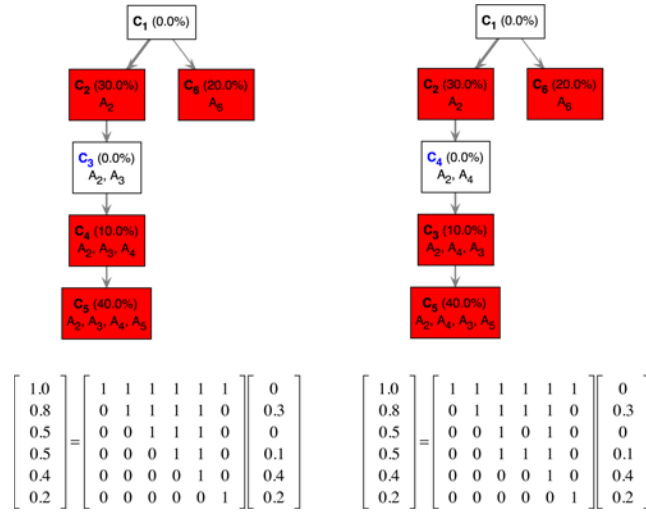 C1 (0.0%)
C2 (30.0%)
A2
C6 (20.0%)
A6
C3 (0.0%)
A2, A3
C4 (10.0%)
A2, A3, A4
C5 (40.0%)
A2, A3, A4, A5
1.0 1 1 1 1 1 1 0
0.8 0 1 1 1 1 0 0.3
0.5 = 0 0 1 1 1 0 0
0.5 0 0 0 1 1 0 0.1
0.4 0 0 0 0 1 0 0.4
0.2 0 0 0 0 0 1 0.2
C1 (0.0%)
C2 (30.0%)
A2
C6 (20.0%)
A6
C4 (0.0%)
A2, A4
C3 (10.0%)
A2, A4, A3
C5 (40.0%)
A2, A4, A3, A5
1.0 1 1 1 1 1 1 0
0.8 0 1 1 1 1 0 0.3
0.5 = 0 0 1 0 1 0 0
0.5 0 0 1 1 1 0 0.1
0.4 0 0 0 0 1 0 0.4
0.2 0 0 0 0 0 1 0.2